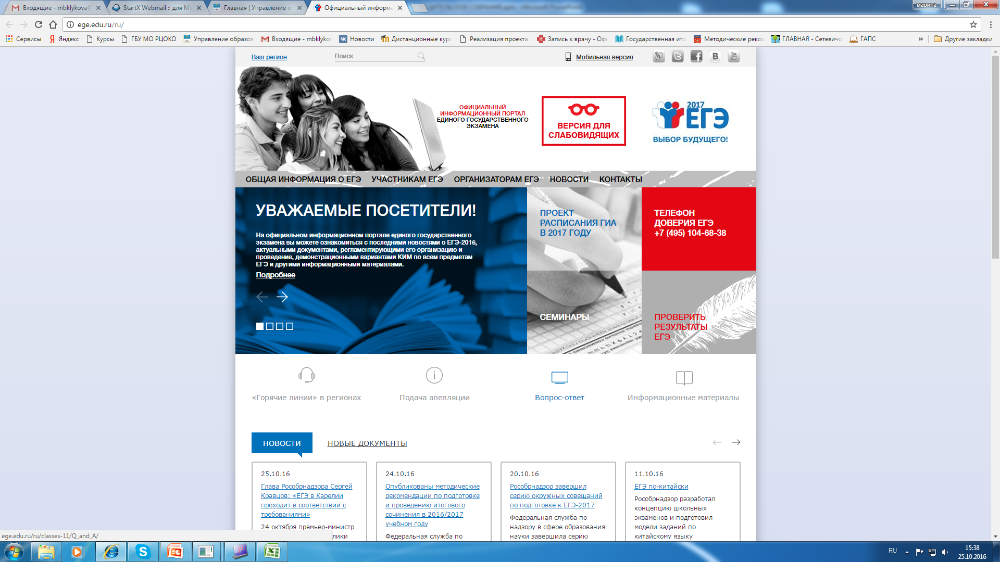 Входящие - mbklykova@
StartX Webmail :: для My
Главная | Управление о
Официальный информа
марина
ege.edu.ru/ru/
Сервисы
Яндекс
Курсы
ГБУ МО РЦОКО
Управление образов
Входящие - mbklykov
Новости
Дистанционные курс
Реализация проекта
Запись к врачу - Офи
Государственная ито
Методические реком
ГЛАВНАЯ - Сетевичо
ГАПС
»
Другие закладки
Ваш регион
Поиск
Мобильная версия
ОФИЦИАЛЬНЫЙ
ИНФОРМАЦИОННЫЙ ПОРТАЛ
ЕДИНОГО ГОСУДАРСТВЕННОГО
ЭКЗАМЕНА
ВЕРСИЯ ДЛЯ
СЛАБОВИДЯЩИХ
2017
ЕГЭ
ВЫБОР БУДУЩЕГО!
ОБЩАЯ ИНФОРМАЦИЯ О ЕГЭ
УЧАСТНИКАМ ЕГЭ
ОРГАНИЗАТОРАМ ЕГЭ
НОВОСТИ
КОНТАКТЫ
УВАЖАЕМЫЕ ПОСЕТИТЕЛИ!
На официальном информационном портале единого государственного
экзамена вы можете ознакомиться с последними новостями о ЕГЭ-2016,
актуальными документами, регламентирующими его организацию и
проведение, демонстрационными вариантами КИМ по всем предметам
ЕГЭ и другими информационными материалами.
Подробнее
ПРОЕКТ
РАСПИСАНИЯ ГИА
В 2017 ГОДУ
ТЕЛЕФОН
ДОВЕРИЯ ЕГЭ
+7 (495) 104-68-38
СЕМИНАРЫ
ПРОВЕРИТЬ
РЕЗУЛЬТАТЫ
ЕГЭ
«Горячие линии» в регионах
Подача апелляции
Вопрос-ответ
Информационные материалы
НОВОСТИ
НОВЫЕ ДОКУМЕНТЫ
25.10.16
Глава Рособрнадзора Сергей
Кравцов: «ЕГЭ в Карелии
проходит в соответствии с
требованиями»
24 октября премьер-министр
24.10.16
Опубликованы методические
рекомендации по подготовке
и проведению итогового
сочинения в 2016/2017
учебном году
Федеральная служба по
20.10.16
Рособрнадзор завершил
серию окружных совещаний
по подготовке к ЕГЭ-2017
Федеральная служба по
надзору в сфере образования
науки завершила серию
11.10.16
ЕГЭ по-китайски
Рособрнадзор разработал
концепцию школьных
экзаменов и подготовил
модели заданий по
китайскому языку
ege.edu.ru/ru/classes-11/Q_and_A/
RU
15:38
25.10.2016